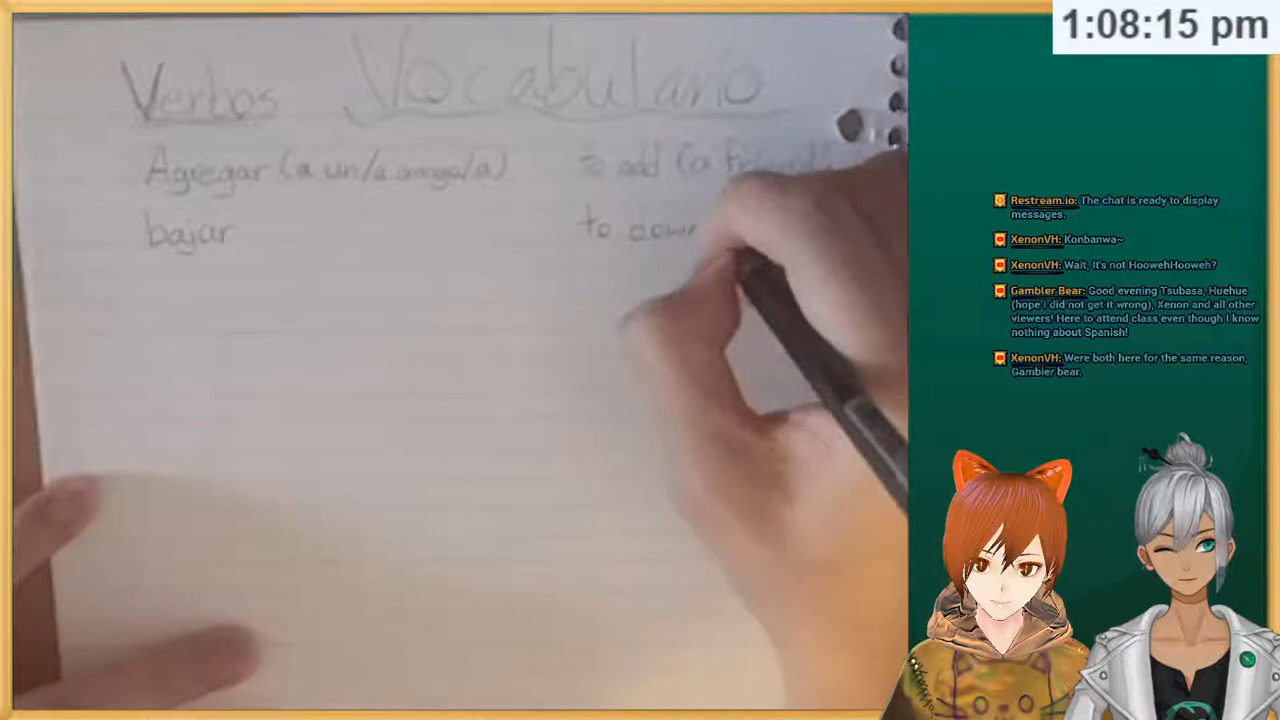 1:08:15 pm
Verbos Vocabulario
Agregar (a un/a amigo/a) to add (a friend)
bajar to down
Restream.io: The chat is ready to display
messages.
XenonVH: Konbanwa~
XenonVH: Wait, It's not HoowehHooweh?
Gambler Bear: Good evening Tsubasa, Huehue
(hope I did not get it wrong), Xenon and all other
viewers! Here to attend class even though I know
nothing about Spanish!
XenonVH: Were both here for the same reason,
Gambler bear.